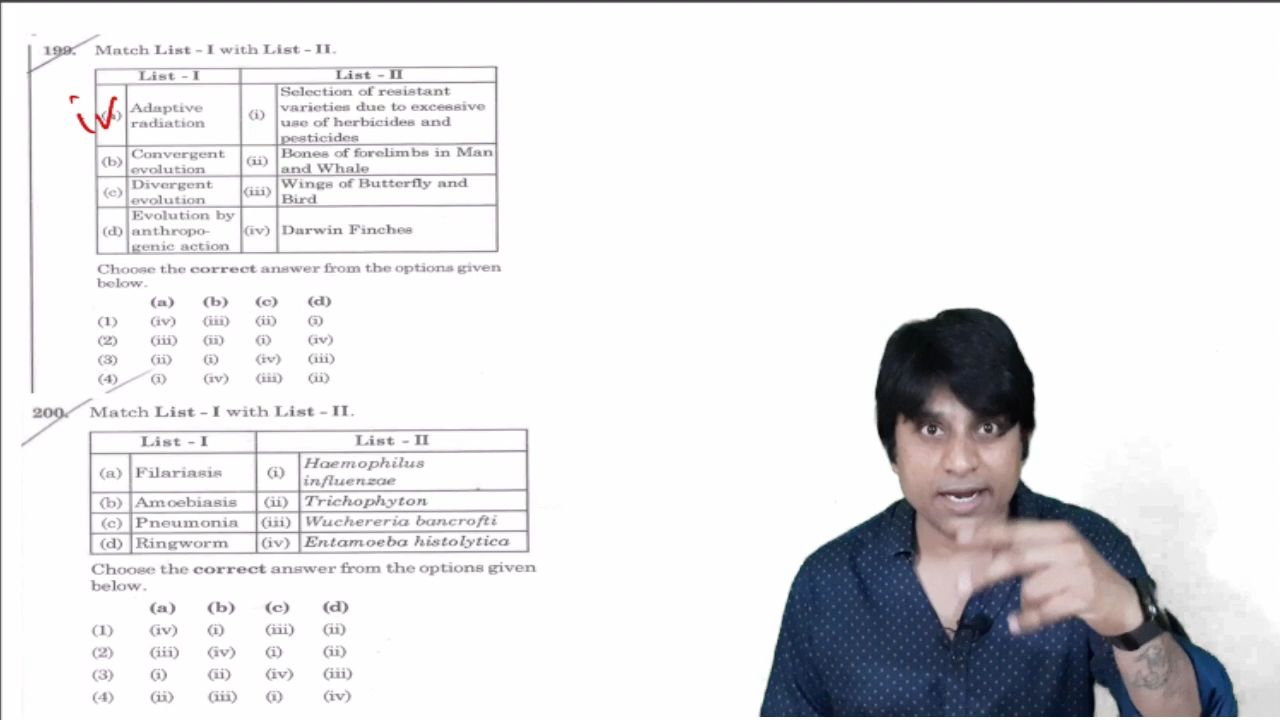 199. Match List - I with List - II.
List - I List - II
iv
(a) Adaptive radiation (i) Selection of resistant varieties due to excessive use of herbicides and pesticides
(b) Convergent evolution (ii) Bones of forelimbs in Man and Whale
(c) Divergent evolution (iii) Wings of Butterfly and Bird
(d) Evolution by anthropo-genic action (iv) Darwin Finches
Choose the correct answer from the options given
below.
(a) (b) (c) (d)
(1) (iv) (iii) (ii) (i)
(2) (iii) (ii) (i) (iv)
(3) (ii) (i) (iv) (iii)
(4) (i) (iv) (iii) (ii)
200. Match List - I with List - II.
List - I List - II
(a) Filariasis (i) Haemophilus influenzae
(b) Amoebiasis (ii) Trichophyton
(c) Pneumonia (iii) Wuchereria bancrofti
(d) Ringworm (iv) Entamoeba histolytica
Choose the correct answer from the options given
below.
(a) (b) (c) (d)
(1) (iv) (i) (iii) (ii)
(2) (iii) (iv) (i) (ii)
(3) (i) (ii) (iv) (iii)
(4) (ii) (iii) (i) (iv)